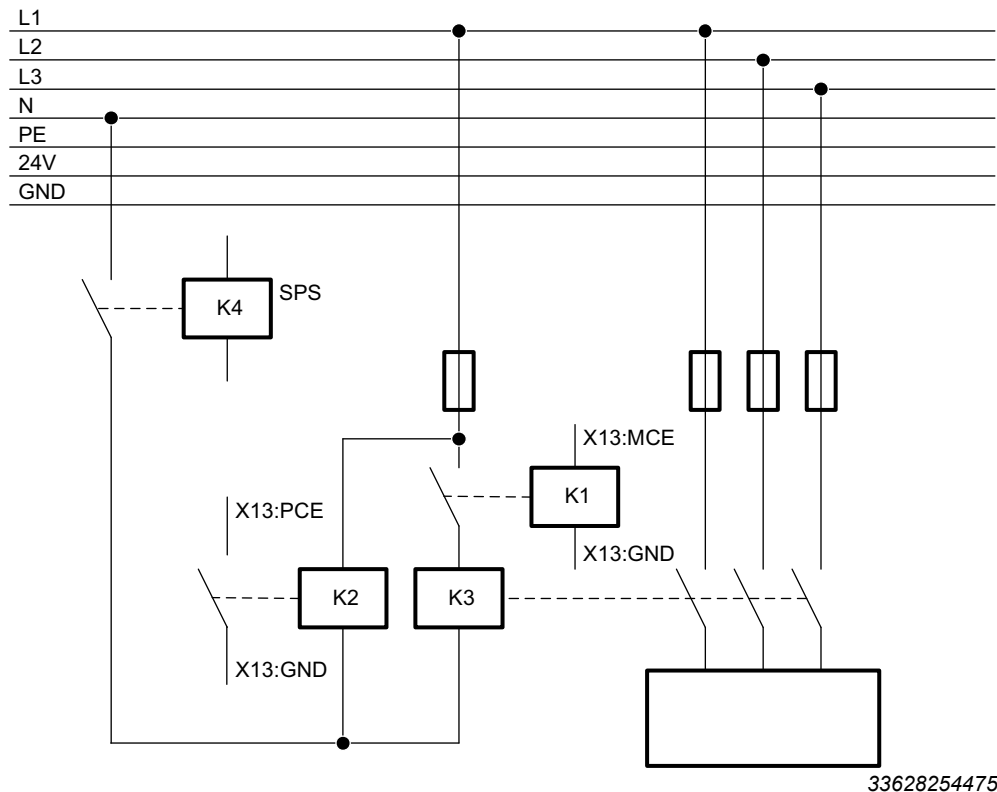 L1
L2
L3
N
PE
24V
GND
SPS
K4
X13:MCE
K1
X13:PCE
X13:GND
K2
K3
X13:GND
33628254475